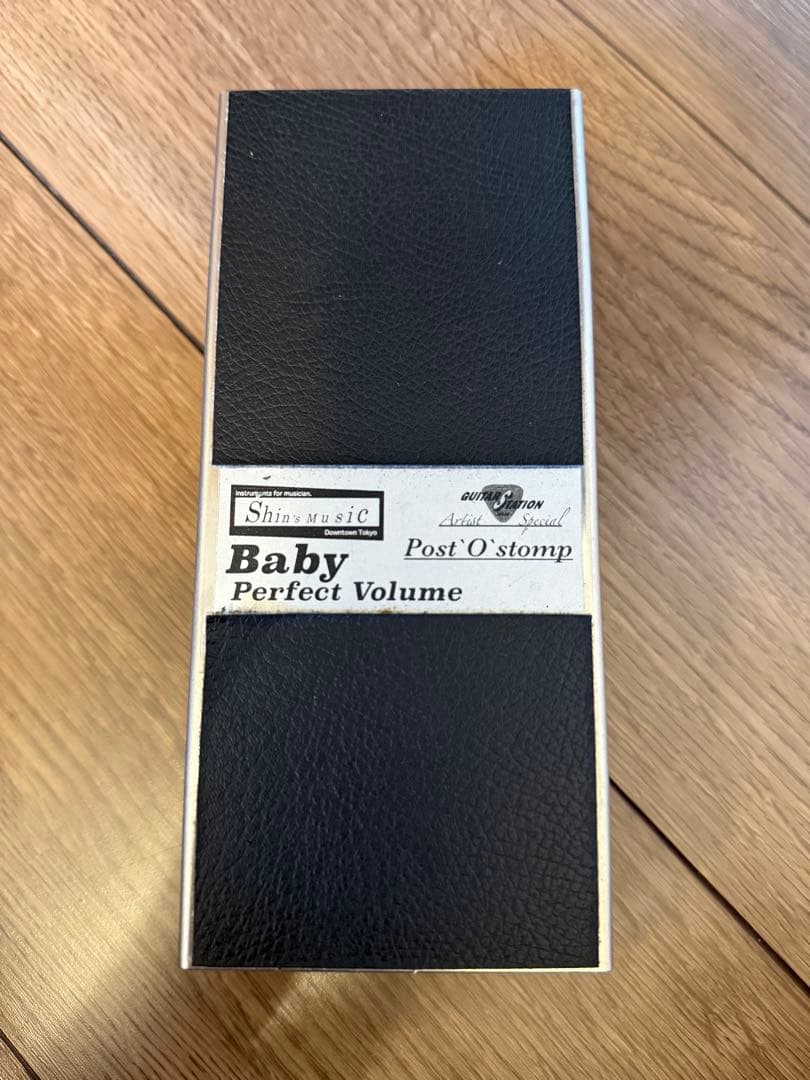 Instruments for musician.
Shin's Music
Downtown Tokyo
Baby
Perfect Volume
GUITAR STATION
Artist Special
Post`O`stomp